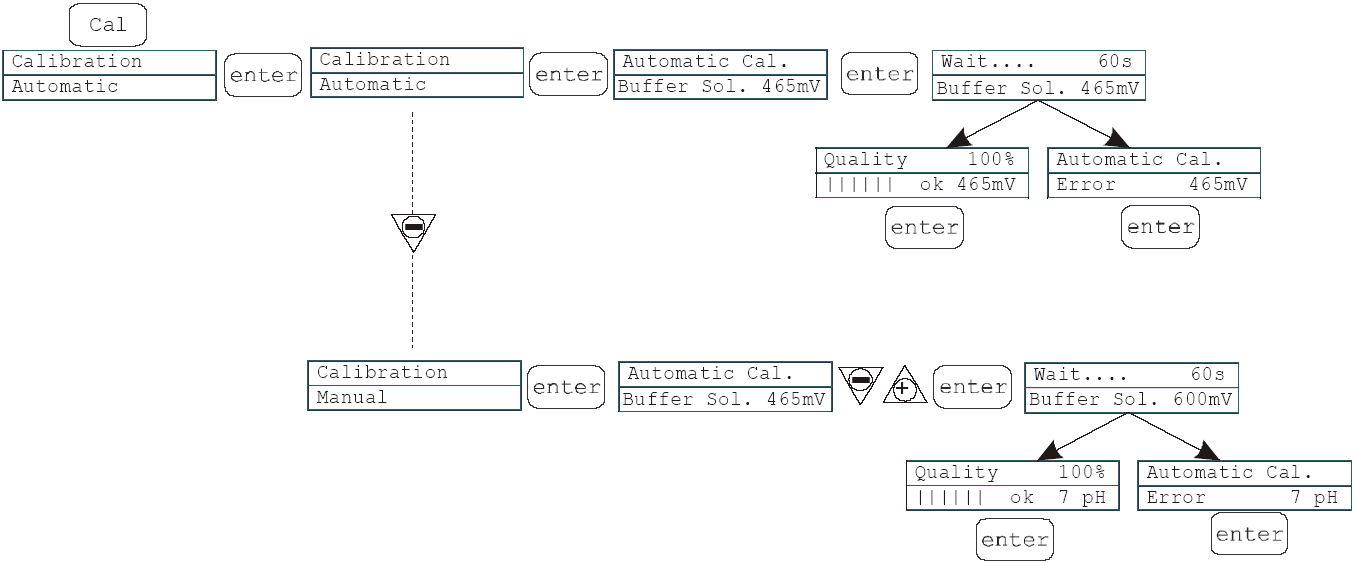 Cal
Calibration
Automatic
enter
Calibration
Automatic
enter
Automatic Cal.
Buffer Sol. 465mV
enter
Wait.... 60s
Buffer Sol. 465mV
Quality 100%
|||||| ok 465mV
enter
Automatic Cal.
Error 465mV
enter
Calibration
Manual
enter
Automatic Cal.
Buffer Sol. 465mV
enter
Wait.... 60s
Buffer Sol. 600mV
Quality 100%
|||||| ok 7 pH
enter
Automatic Cal.
Error 7 pH
enter